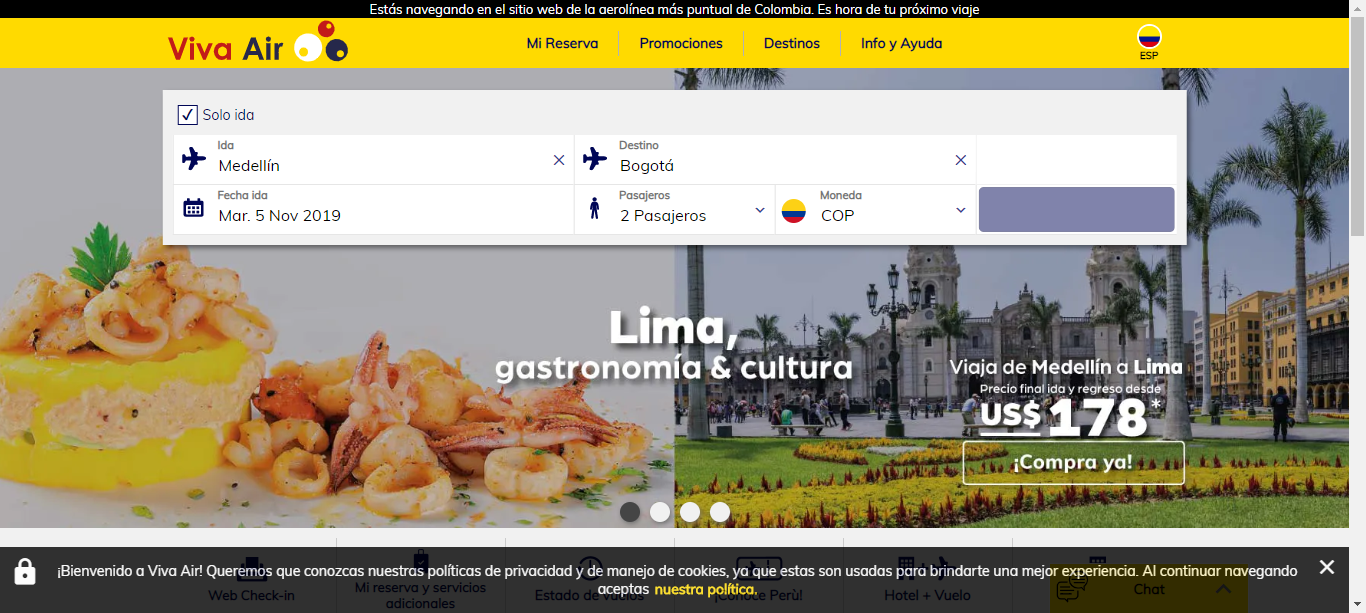 Estás navegando en el sitio web de la aerolínea más puntual de Colombia. Es hora de tu próximo viaje
Viva Air
Mi Reserva
Promociones
Destinos
Info y Ayuda
ESP
Solo ida
Ida
Medellín
Destino
Bogotá
Fecha ida
Mar. 5 Nov 2019
Pasajeros
2 Pasajeros
Moneda
COP
Lima,
gastronomía & cultura
Viaja de Medellín a Lima
Precio final ida y regreso desde
US$ 178*
¡Compra ya!
¡Bienvenido a Viva Air! Queremos que conozcas nuestras políticas de privacidad y de manejo de cookies, ya que estas son usadas para brindarte una mejor experiencia. Al continuar navegando
aceptas nuestra política.
Web Check-in
Mi reserva y servicios
adicionales
Estado de vuelos
¡Conoce Perú!
Hotel + Vuelo
Chat